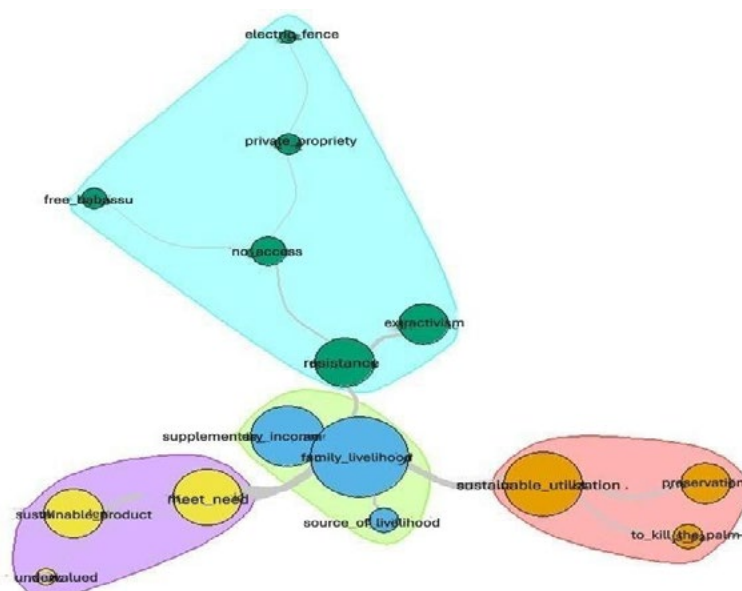 electric_fence
private_propriety
free_babassu
no_access
extractivism
resistance
supplementary_income
family_livelihood
sustainable_utilization
preservation
meet_need
sustainable_product
source_of_livelihood
to_kill_the_palm
undervalued